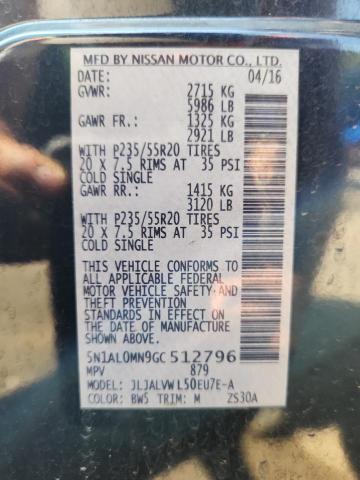 MFD BY NISSAN MOTOR CO., LTD.
DATE: 04/16
GVWR: 2715 KG
5986 LB
GAWR FR.: 1325 KG
2921 LB
WITH P235/55R20 TIRES
20 X 7.5 RIMS AT 35 PSI
COLD SINGLE
GAWR RR.: 1415 KG
3120 LB
WITH P235/55R20 TIRES
20 X 7.5 RIMS AT 35 PSI
COLD SINGLE
THIS VEHICLE CONFORMS TO
ALL APPLICABLE FEDERAL
MOTOR VEHICLE SAFETY AND
THEFT PREVENTION
STANDARDS IN EFFECT ON
THE DATE OF MANUFACTURE
SHOWN ABOVE.
5N1AL0MN9GC512796
MPV 879
MODEL: JLJALVWL50EU7E-A
COLOR: BW5 TRIM: M ZS30A